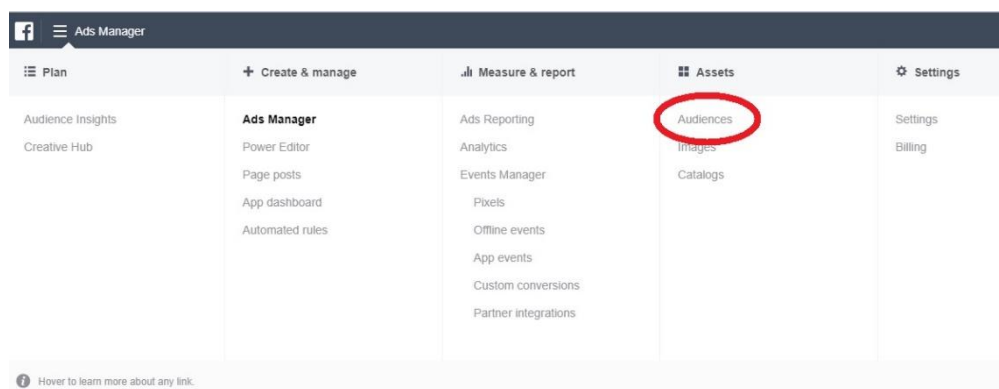 f Ads Manager
Plan
Audience Insights
Creative Hub
Create & manage
Ads Manager
Power Editor
Page posts
App dashboard
Automated rules
Measure & report
Ads Reporting
Analytics
Events Manager
Pixels
Offline events
App events
Custom conversions
Partner integrations
Assets
Audiences
Images
Catalogs
Settings
Settings
Billing
Hover to learn more about any link.